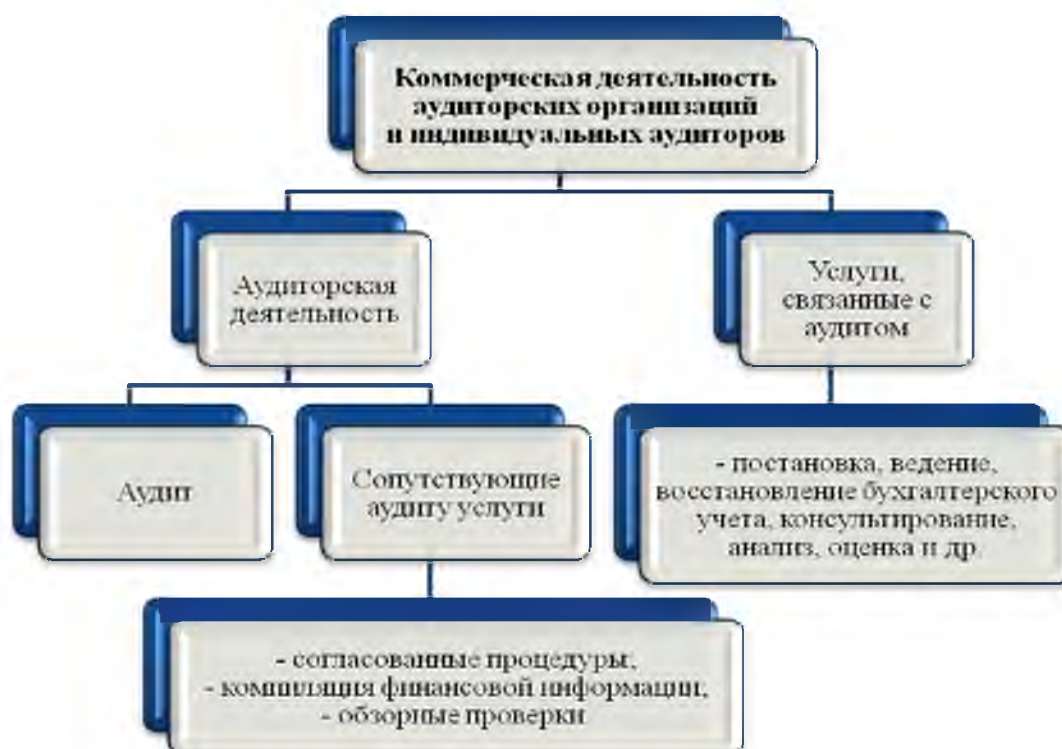 Коммерческая деятельность
аудиторских организаций
и индивидуальных аудиторов
Аудиторская
деятельность
Услуги,
связанные с
аудитом
Аудит
Сопутствующие
аудиту услуги
- постановка, ведение,
восстановление бухгалтерского
учета, консультирование,
анализ, оценка и др.
- согласованные процедуры;
- компиляция финансовой информации;
- обзорные проверки